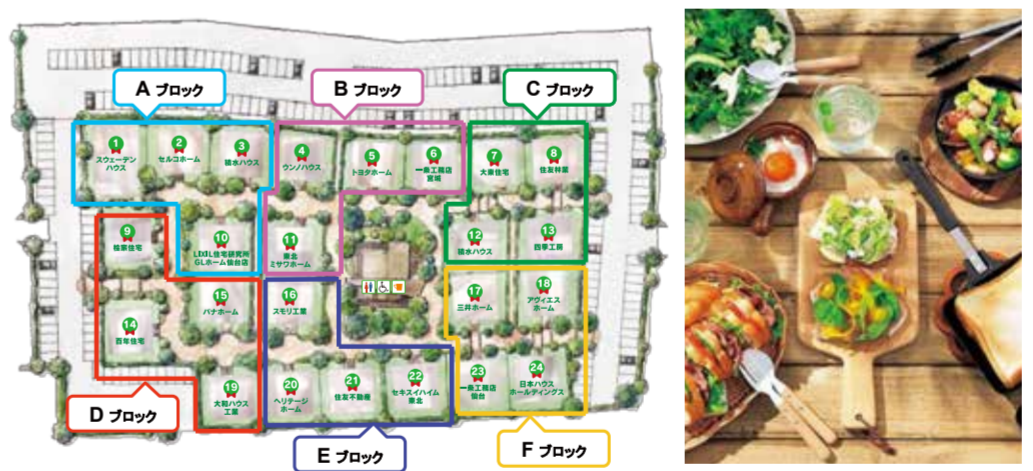 A ブロック
B ブロック
C ブロック
1
スウェーデン
ハウス
2
セルコホーム
3
積水ハウス
4
ウンノハウス
5
トヨタホーム
6
一条工務店
宮城
7
大東住宅
8
住友林業
9
10
LIXIL住宅研究所
GLホーム仙台店
11
東北
ミサワホーム
12
積水ハウス
13
四季工房
14
百年住宅
15
パナホーム
16
スモリ工業
17
三井ホーム
18
アヴィエス
ホーム
19
大和ハウス
工業
20
ヘリテージ
ホーム
21
住友不動産
22
セキスイハイム
東北
23
一条工務店
仙台
24
日本ハウス
ホールディングス
D ブロック
E ブロック
F ブロック